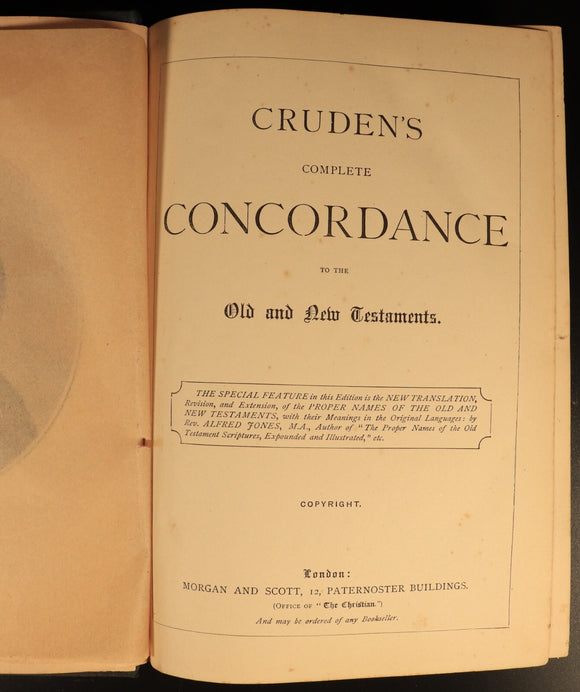 CRUDEN'S
COMPLETE
CONCORDANCE
TO THE
Old and New Testaments.
THE SPECIAL FEATURE in this Edition is the NEW TRANSLATION,
Revision, and Extension, of the PROPER NAMES OF THE OLD AND
NEW TESTAMENTS, with their Meanings in the Original Languages: by
Rev. ALFRED JONES, M.A., Author of "The Proper Names of the Old
Testament Scriptures, Expounded and Illustrated," etc.
COPYRIGHT.
London:
MORGAN AND SCOTT, 12, PATERNOSTER BUILDINGS.
(OFFICE OF "The Christian.")
And may be ordered of any Bookseller.